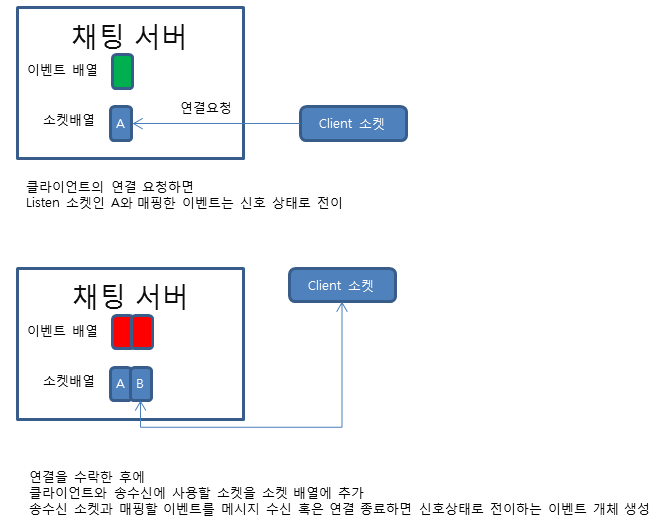 채팅 서버
이벤트 배열
소켓배열
A
연결요청
Client 소켓
클라이언트의 연결 요청하면
Listen 소켓인 A와 매핑한 이벤트는 신호 상태로 전이
채팅 서버
이벤트 배열
소켓배열
A
B
Client 소켓
연결을 수락한 후에
클라이언트와 송수신에 사용할 소켓을 소켓 배열에 추가
송수신 소켓과 매핑할 이벤트를 메시지 수신 혹은 연결 종료하면 신호상태로 전이하는 이벤트 개체 생성